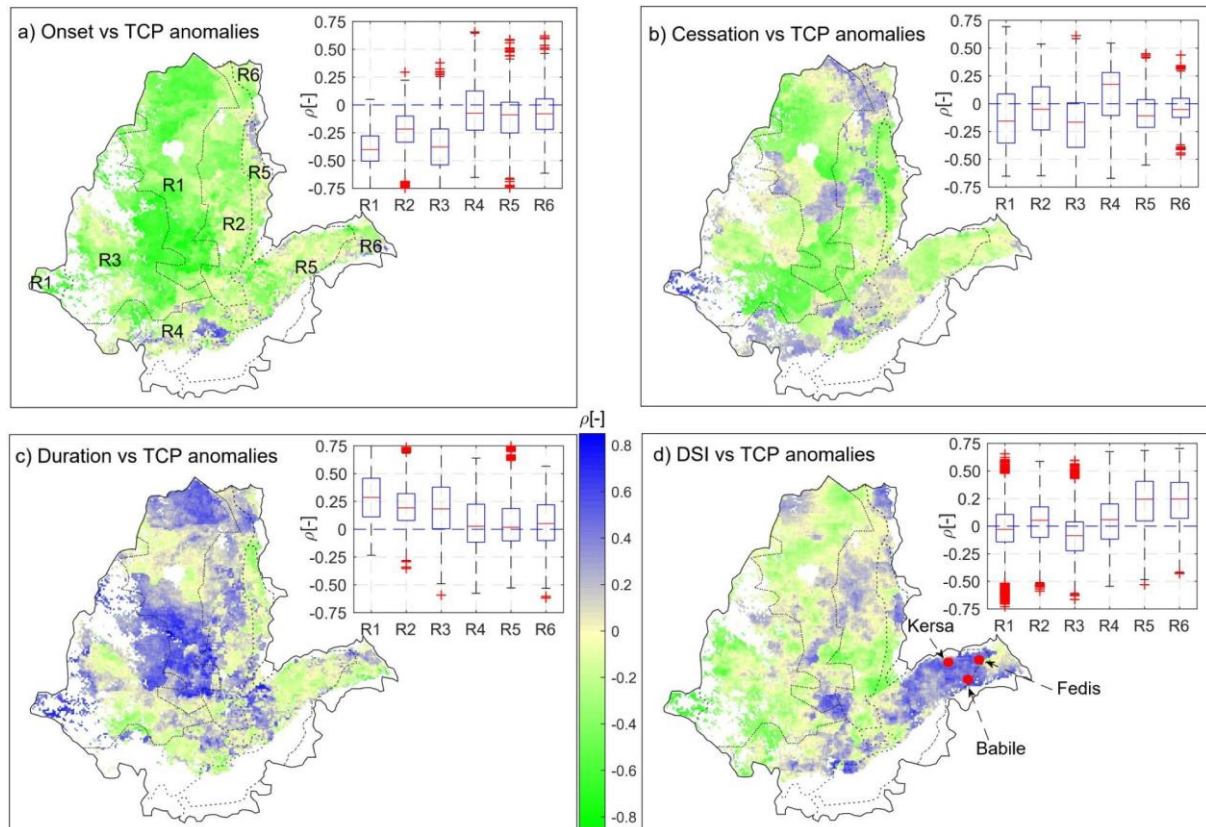 a) Onset vs TCP anomalies
0.75
0.50
0.25
0
-0.25
-0.50
-0.75
ρ[-]
R1 R2 R3 R4 R5 R6
R6
R1
R5
R2
R3
R6
R5
R1
R4
b) Cessation vs TCP anomalies
0.75
0.50
0.25
0
-0.25
-0.50
-0.75
ρ[-]
R1 R2 R3 R4 R5 R6
c) Duration vs TCP anomalies
0.75
0.50
0.25
0
-0.25
-0.50
-0.75
ρ[-]
R1 R2 R3 R4 R5 R6
ρ[-]
0.8
0.6
0.4
0.2
0
-0.2
-0.4
-0.6
-0.8
d) DSI vs TCP anomalies
0.75
0.50
0.2
0
-0.25
0.50
-0.75
ρ[-]
R1 R2 R3 R4 R5 R6
Kersa
Fedis
Babile